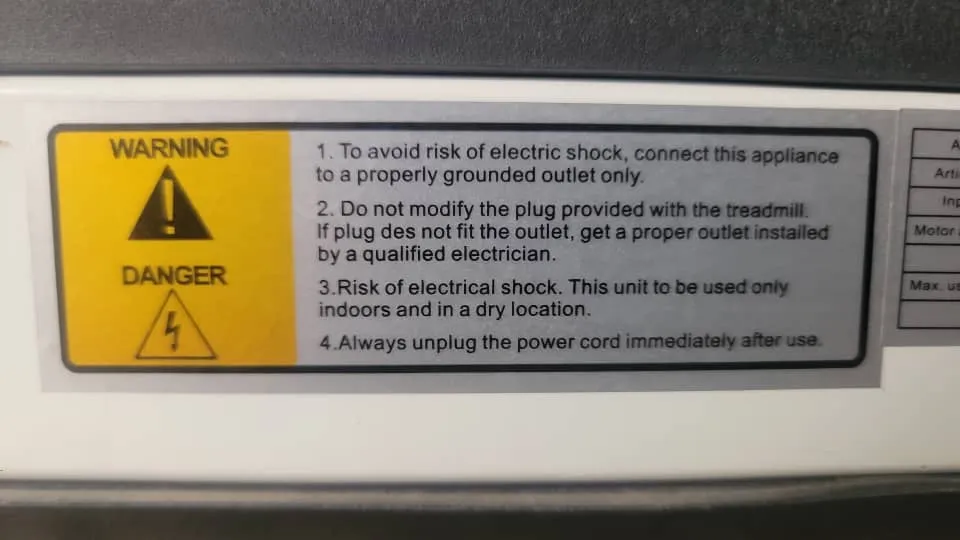 WARNING
DANGER
1. To avoid risk of electric shock, connect this appliance
to a properly grounded outlet only.
2. Do not modify the plug provided with the treadmill.
If plug des not fit the outlet, get a proper outlet installed
by a qualified electrician.
3.Risk of electrical shock. This unit to be used only
indoors and in a dry location.
4.Always unplug the power cord immediately after use.
A
Arti
Inp
Motor
Max. us